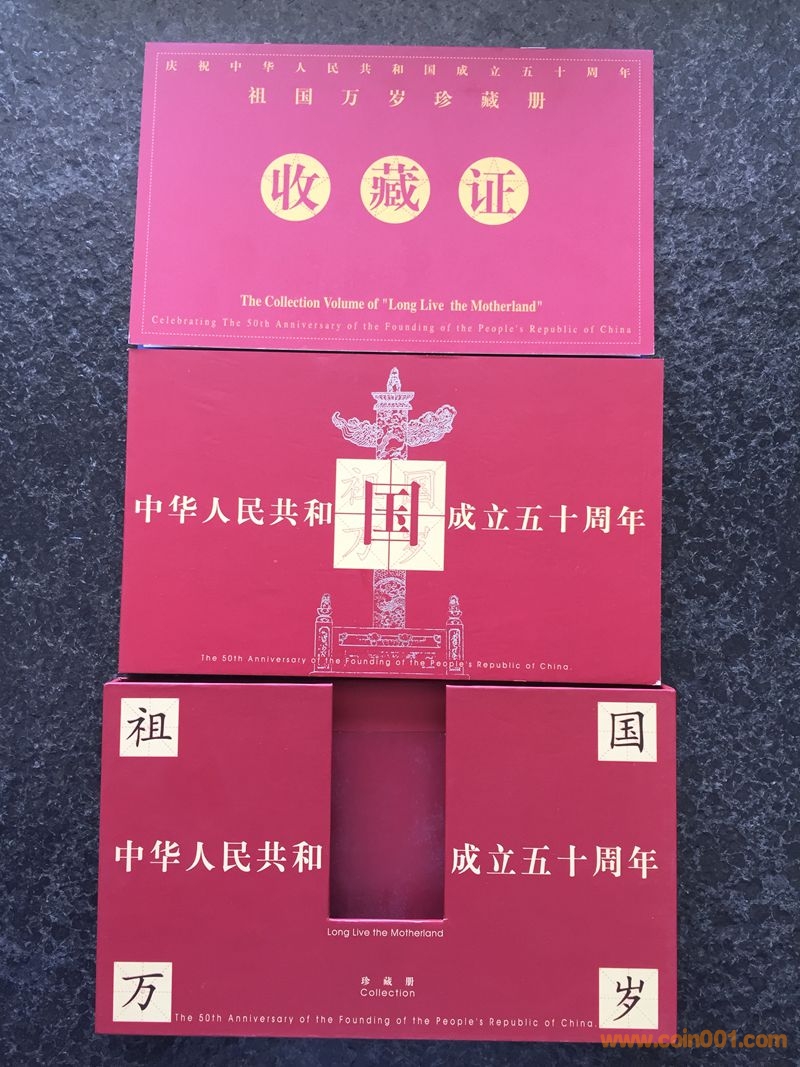 庆祝中华人民共和国成立五十周年
祖国万岁珍藏册
收藏证
The Collection Volume of "Long Live the Motherland"
Celebrating The 50th Anniversary of the Founding of the People's Republic of China
祖国
中华人民共和国成立五十周年
万岁
The 50th Anniversary of the Founding of the People's Republic of China.
祖 国
中华人民共和 成立五十周年
Long Live the Motherland
万 岁
珍藏册
Collection
The 50th Anniversary of the Founding of the People's Republic of China.
www.coin001.com